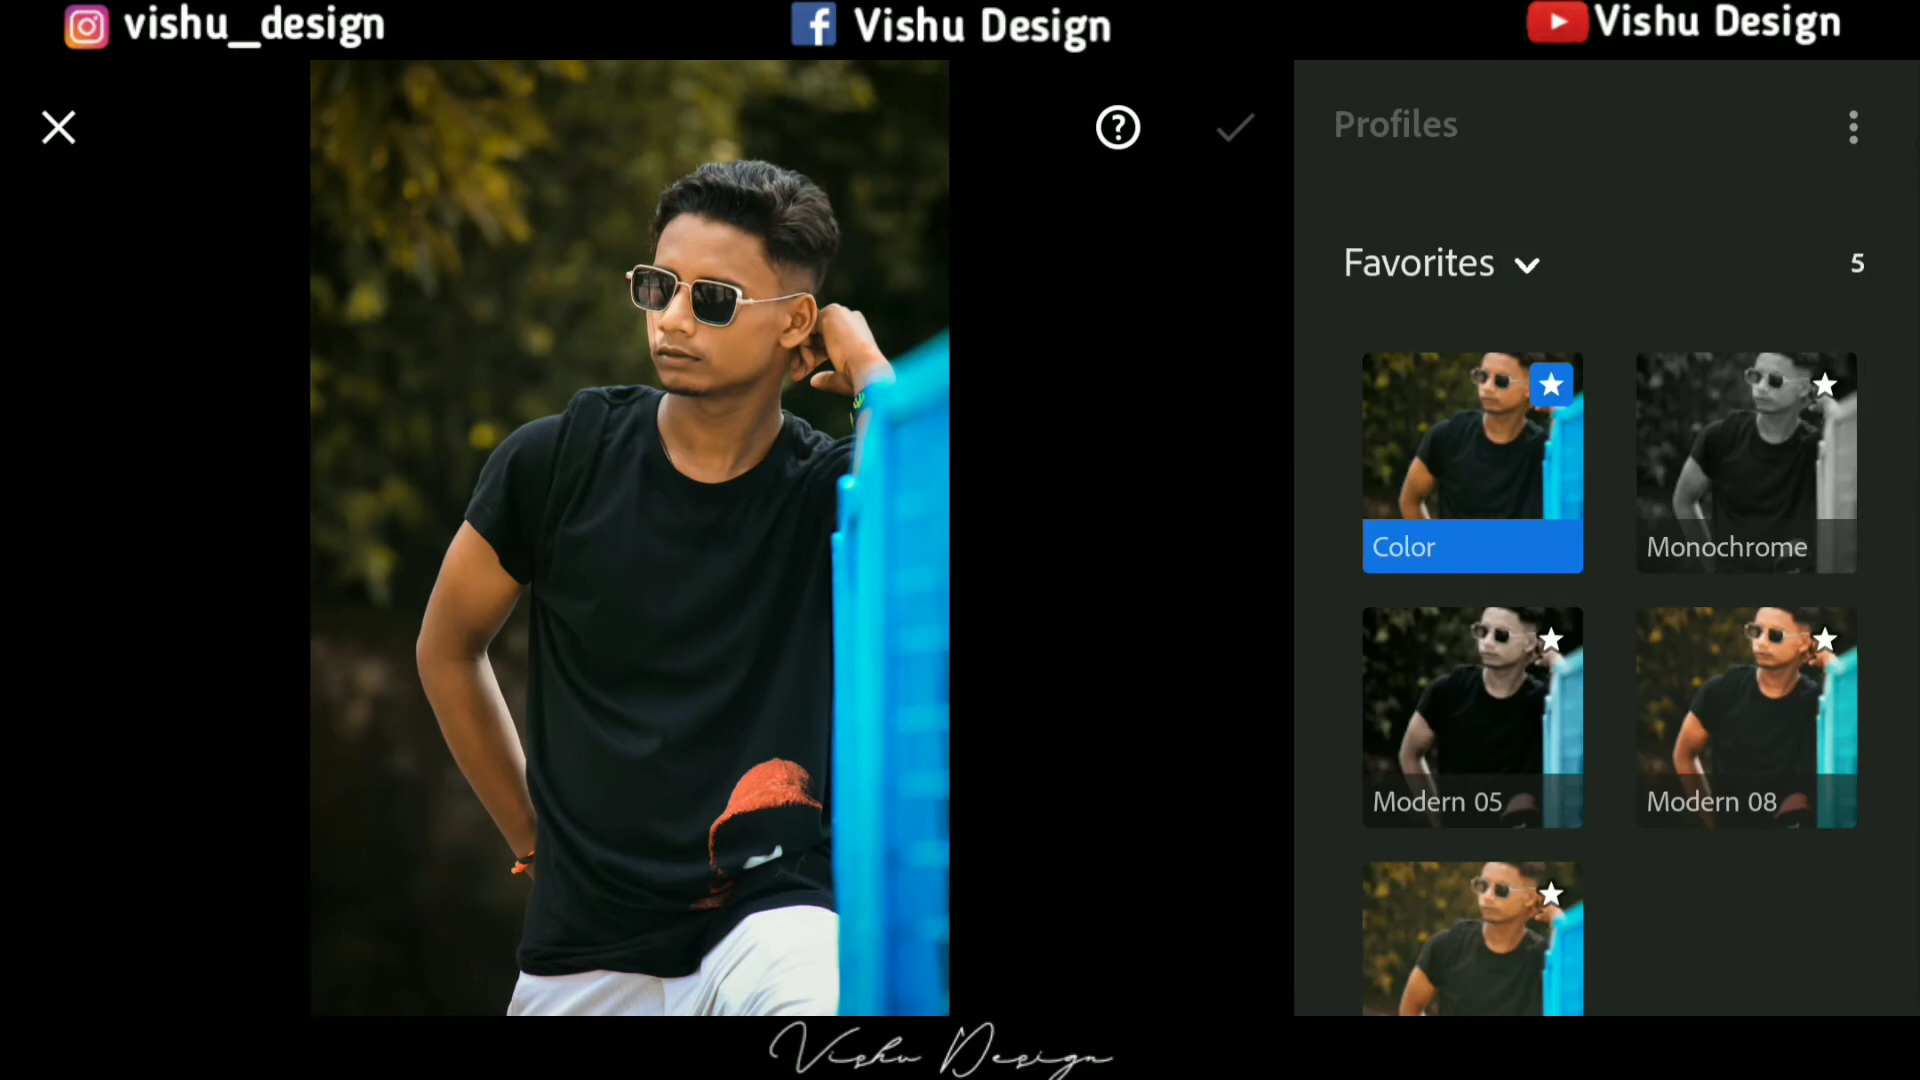 vishu_design
Vishu Design
Vishu Design
Profiles
Favorites
5
Color
Monochrome
Modern 05
Modern 08
Vishu Design